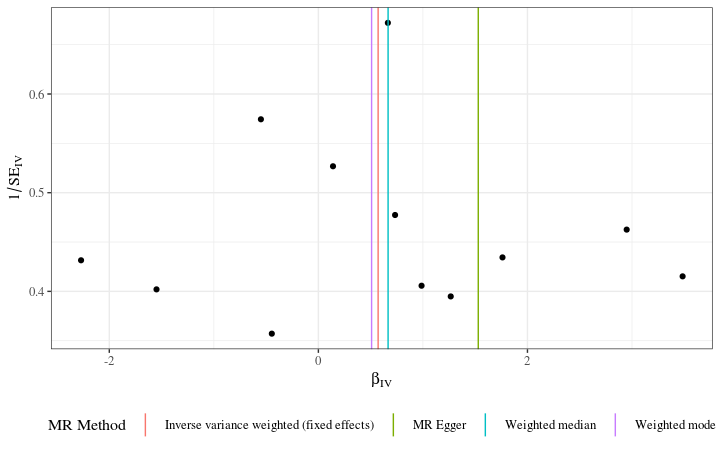 0.6
0.5
0.4
1/SE_IV
-2 0 2
β_IV
MR Method Inverse variance weighted (fixed effects) MR Egger Weighted median Weighted mode